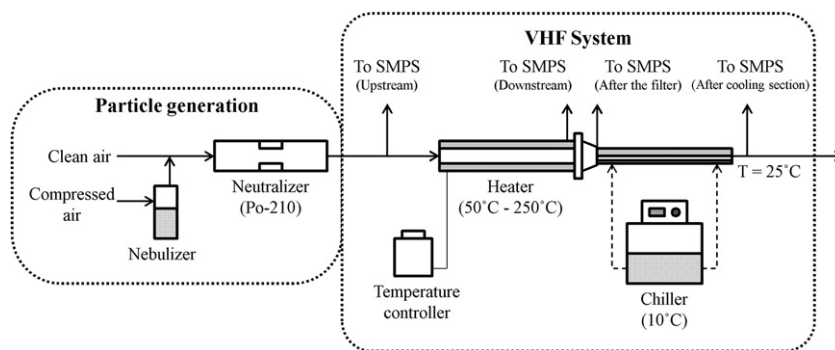 VHF System
To SMPS
(Upstream)
To SMPS
(Downstream)
To SMPS
(After the filter)
To SMPS
(After cooling section)
Particle generation
Clean air
Compressed
air
Nebulizer
Neutralizer
(Po-210)
Heater
(50˚C - 250˚C)
T = 25˚C
Temperature
controller
Chiller
(10˚C)